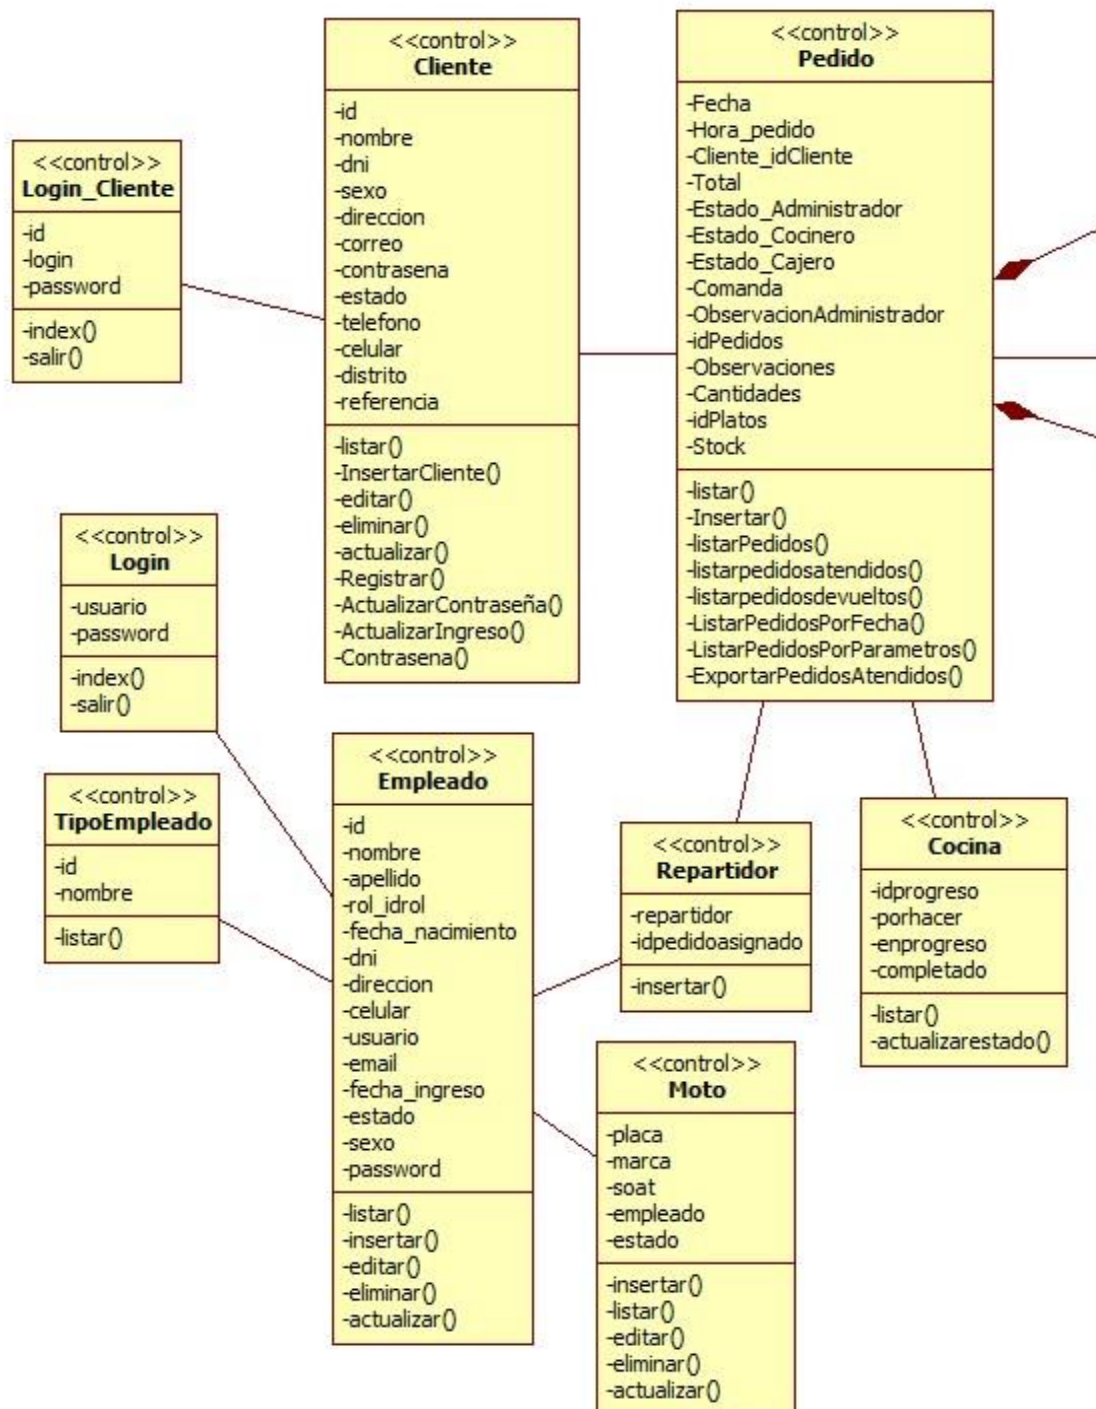 <<control>>
Cliente
-id
-nombre
-dni
-sexo
-direccion
-correo
-contrasena
-estado
-telefono
-celular
-distrito
-referencia
-listar()
-InsertarCliente()
-editar()
-eliminar()
-actualizar()
-Registrar()
-ActualizarContraseña()
-ActualizarIngreso()
-Contrasena()
<<control>>
Pedido
-Fecha
-Hora_pedido
-Cliente_idCliente
-Total
-Estado_Administrador
-Estado_Cocinero
-Estado_Cajero
-Comanda
-ObservacionAdministrador
-idPedidos
-Observaciones
-Cantidades
-idPlatos
-Stock
-listar()
-Insertar()
-listarPedidos()
-listarpedidosatendidos()
-listarpedidosdevueltos()
-ListarPedidosPorFecha()
-ListarPedidosPorParametros()
-ExportarPedidosAtendidos()
<<control>>
Login_Cliente
-id
-login
-password
-index()
-salir()
<<control>>
Login
-usuario
-password
-index()
-salir()
<<control>>
TipoEmpleado
-id
-nombre
-listar()
<<control>>
Empleado
-id
-nombre
-apellido
-rol_idrol
-fecha_nacimiento
-dni
-direccion
-celular
-usuario
-email
-fecha_ingreso
-estado
-sexo
-password
-listar()
-insertar()
-editar()
-eliminar()
-actualizar()
<<control>>
Repartidor
-repartidor
-idpedidoasignado
-insertar()
<<control>>
Cocina
-idprogreso
-porhacer
-enprogreso
-completado
-listar()
-actualizarestado()
<<control>>
Moto
-placa
-marca
-soat
-empleado
-estado
-insertar()
-listar()
-editar()
-eliminar()
-actualizar()